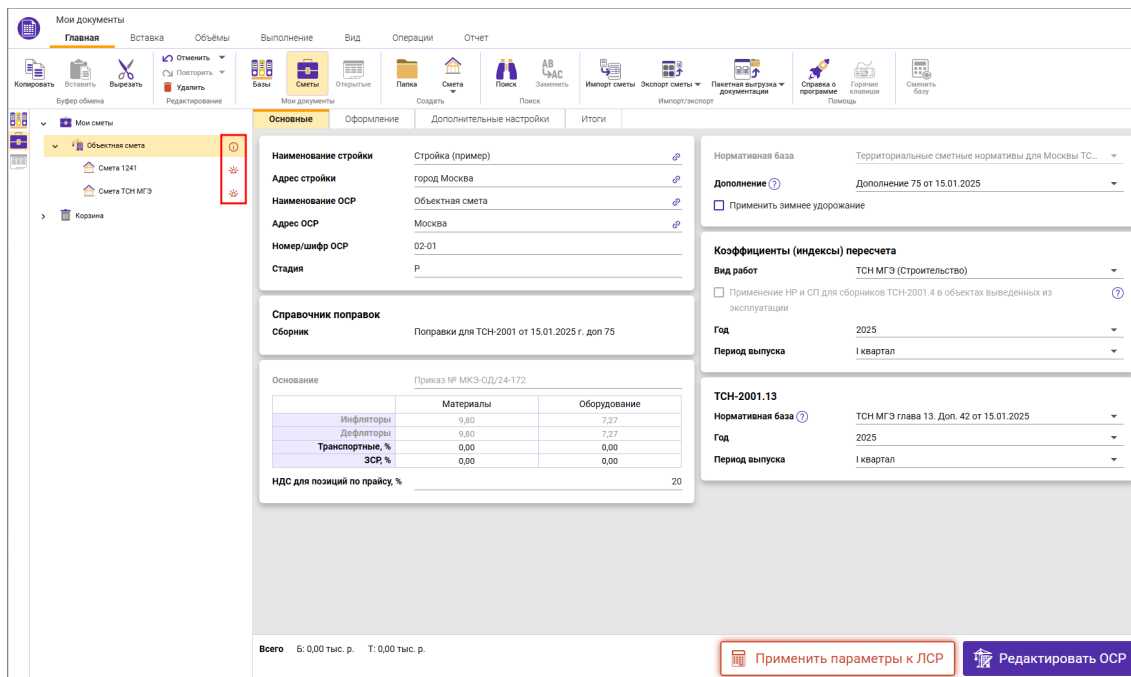 Мои документы
Главная Вставка Объёмы Выполнение Вид Операции Отчет
Копировать Вставить Вырезать
Буфер обмена
Отменить
Повторить
Удалить
Редактирование
Базы Сметы Открытые
Мои документы
Папка Смета
Создать
Поиск Заменить
AB
AC
Поиск
Импорт сметы Экспорт сметы Пакетная выгрузка документации
Импорт/экспорт
Справка о программе Горячие клавиши
Помощь
Сменить базу
Мои сметы
Объектная смета
Смета 1241
Смета ТСН МГЭ
Корзина
Основные Оформление Дополнительные настройки Итоги
Наименование стройки Стройка (пример)
Адрес стройки город Москва
Наименование ОСР Объектная смета
Адрес ОСР Москва
Номер/шифр ОСР 02-01
Стадия Р
Справочник поправок
Сборник Поправки для ТСН-2001 от 15.01.2025 г. доп 75
Основание Приказ № МКЭ-ОД/24-172
Материалы Оборудование
Инфляторы 9,80 7,27
Дефляторы 9,80 7,27
Транспортные, % 0,00 0,00
ЗСР, % 0,00 0,00
НДС для позиций по прайсу, % 20
Нормативная база Территориальные сметные нормативы для Москвы ТС...
Дополнение ? Дополнение 75 от 15.01.2025
Применить зимнее удорожание
Коэффициенты (индексы) пересчета
Вид работ ТСН МГЭ (Строительство)
Применение НР и СП для сборников ТСН-2001.4 в объектах выведенных из ?
эксплуатации
Год 2025
Период выпуска I квартал
ТСН-2001.13
Нормативная база ? ТСН МГЭ глава 13. Доп. 42 от 15.01.2025
Год 2025
Период выпуска I квартал
Всего Б: 0,00 тыс. р. Т: 0,00 тыс. р.
Применить параметры к ЛСР Редактировать ОСР